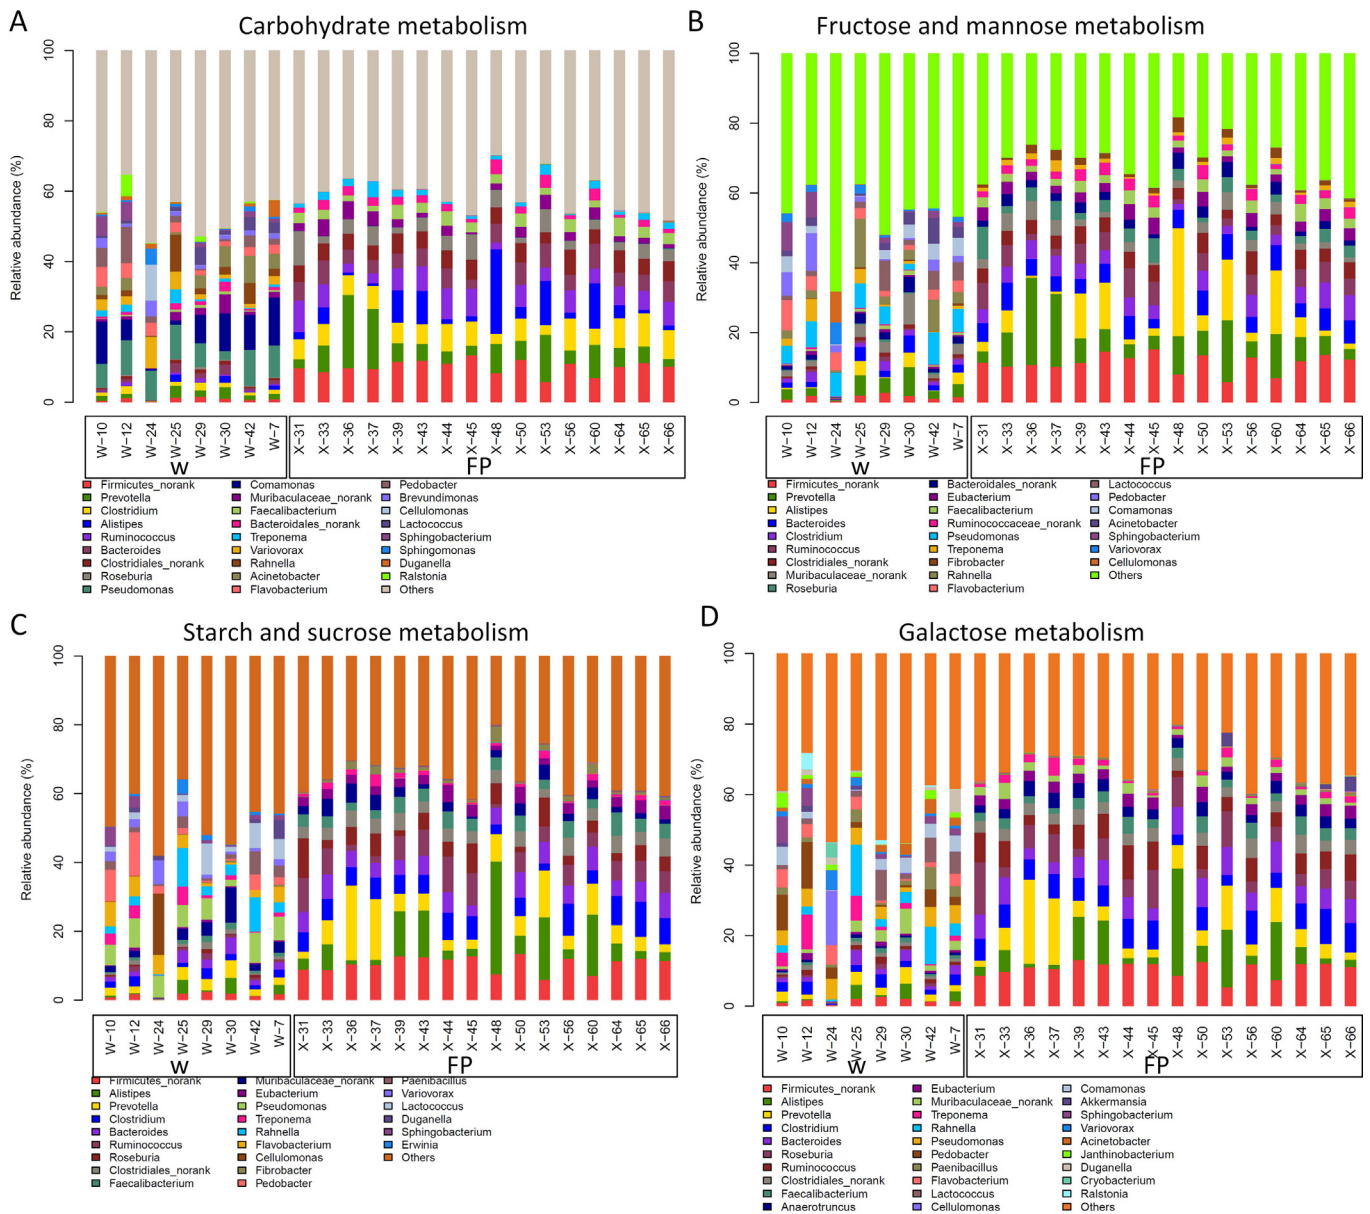 A
Carbohydrate metabolism
Relative abundance (%)
0 20 40 60 80 100
W−10 W−12 W−24 W−25 W−29 W−30 W−42 W−7 X−31 X−33 X−36 X−37 X−39 X−43 X−44 X−45 X−48 X−50 X−53 X−56 X−60 X−64 X−65 X−66
W FP
Firmicutes_norank Comamonas Pedobacter
Prevotella Muribaculaceae_norank Brevundimonas
Clostridium Faecalibacterium Cellulomonas
Alistipes Bacteroidales_norank Lactococcus
Ruminococcus Treponema Sphingobacterium
Bacteroides Variovorax Sphingomonas
Clostridiales_norank Rahnella Duganella
Roseburia Acinetobacter Ralstonia
Pseudomonas Flavobacterium Others
B
Fructose and mannose metabolism
Relative abundance (%)
0 20 40 60 80 100
W−10 W−12 W−24 W−25 W−29 W−30 W−42 W−7 X−31 X−33 X−36 X−37 X−39 X−43 X−44 X−45 X−48 X−50 X−53 X−56 X−60 X−64 X−65 X−66
W FP
Firmicutes_norank Bacteroidales_norank Lactococcus
Prevotella Eubacterium Pedobacter
Alistipes Faecalibacterium Comamonas
Bacteroides Ruminococcaceae_norank Acinetobacter
Clostridium Pseudomonas Sphingobacterium
Ruminococcus Treponema Variovorax
Clostridiales_norank Fibrobacter Cellulomonas
Muribaculaceae_norank Rahnella Others
Roseburia Flavobacterium
C
Starch and sucrose metabolism
Relative abundance (%)
0 20 40 60 80 100
W−10 W−12 W−24 W−25 W−29 W−30 W−42 W−7 X−31 X−33 X−36 X−37 X−39 X−43 X−44 X−45 X−48 X−50 X−53 X−56 X−60 X−64 X−65 X−66
W FP
Firmicutes_norank Muribaculaceae_norank Paenibacillus
Alistipes Eubacterium Variovorax
Prevotella Pseudomonas Lactococcus
Clostridium Treponema Duganella
Bacteroides Rahnella Sphingobacterium
Ruminococcus Flavobacterium Erwinia
Roseburia Cellulomonas Others
Clostridiales_norank Fibrobacter
Faecalibacterium Pedobacter
D
Galactose metabolism
Relative abundance (%)
0 20 40 60 80 100
W−10 W−12 W−24 W−25 W−29 W−30 W−42 W−7 X−31 X−33 X−36 X−37 X−39 X−43 X−44 X−45 X−48 X−50 X−53 X−56 X−60 X−64 X−65 X−66
W FP
Firmicutes_norank Eubacterium Comamonas
Alistipes Muribaculaceae_norank Akkermansia
Prevotella Treponema Sphingobacterium
Clostridium Rahnella Variovorax
Bacteroides Pseudomonas Acinetobacter
Roseburia Pedobacter Janthinobacterium
Ruminococcus Paenibacillus Duganella
Clostridiales_norank Flavobacterium Cryobacterium
Faecalibacterium Lactococcus Ralstonia
Anaerotruncus Cellulomonas Others